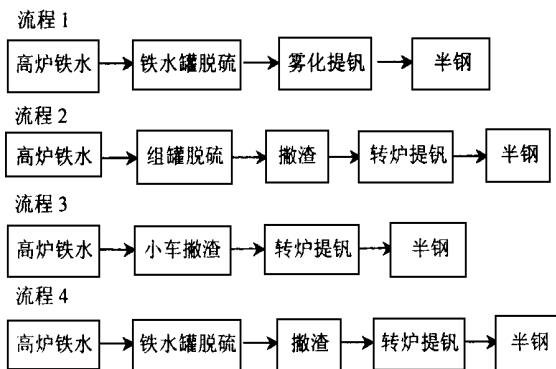 流程 1
高炉铁水 铁水罐脱硫 雾化提钒 半钢
流程 2
高炉铁水 组罐脱硫 撇渣 转炉提钒 半钢
流程 3
高炉铁水 小车撇渣 转炉提钒 半钢
流程 4
高炉铁水 铁水罐脱硫 撇渣 转炉提钒 半钢